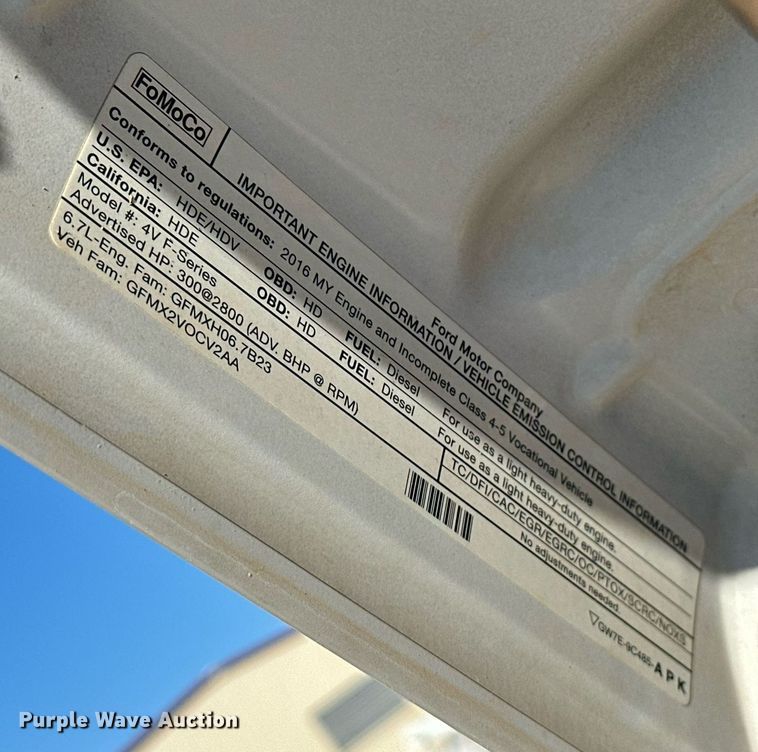 FoMoCo
Ford Motor Company
IMPORTANT ENGINE INFORMATION / VEHICLE EMISSION CONTROL INFORMATION
Conforms to regulations: 2016 MY Engine and Incomplete Class 4-5 Vocational Vehicle
U.S. EPA: HDE/HDV OBD: HD FUEL: Diesel For use as a light heavy-duty engine.
California: HDE OBD: HD FUEL: Diesel For use as a light heavy-duty engine.
Model #: 4V F-Series TC/DFI/CAC/EGR/EGRC/OC/PTOX/SCRC/NOXS
Advertised HP: 300@2800 (ADV. BHP @ RPM) No adjustments needed.
6.7L-Eng. Fam: GFMXH06.7B23
Veh Fam: GFMX2VOCV2AA
GW7E-9C485-A P K
Purple Wave Auction